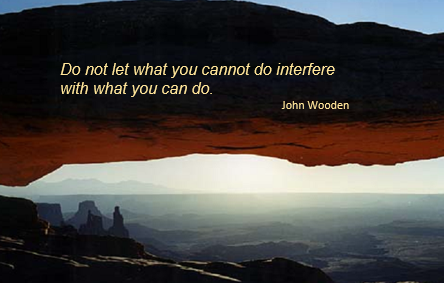 Do not let what you cannot do interfere
with what you can do.
John Wooden